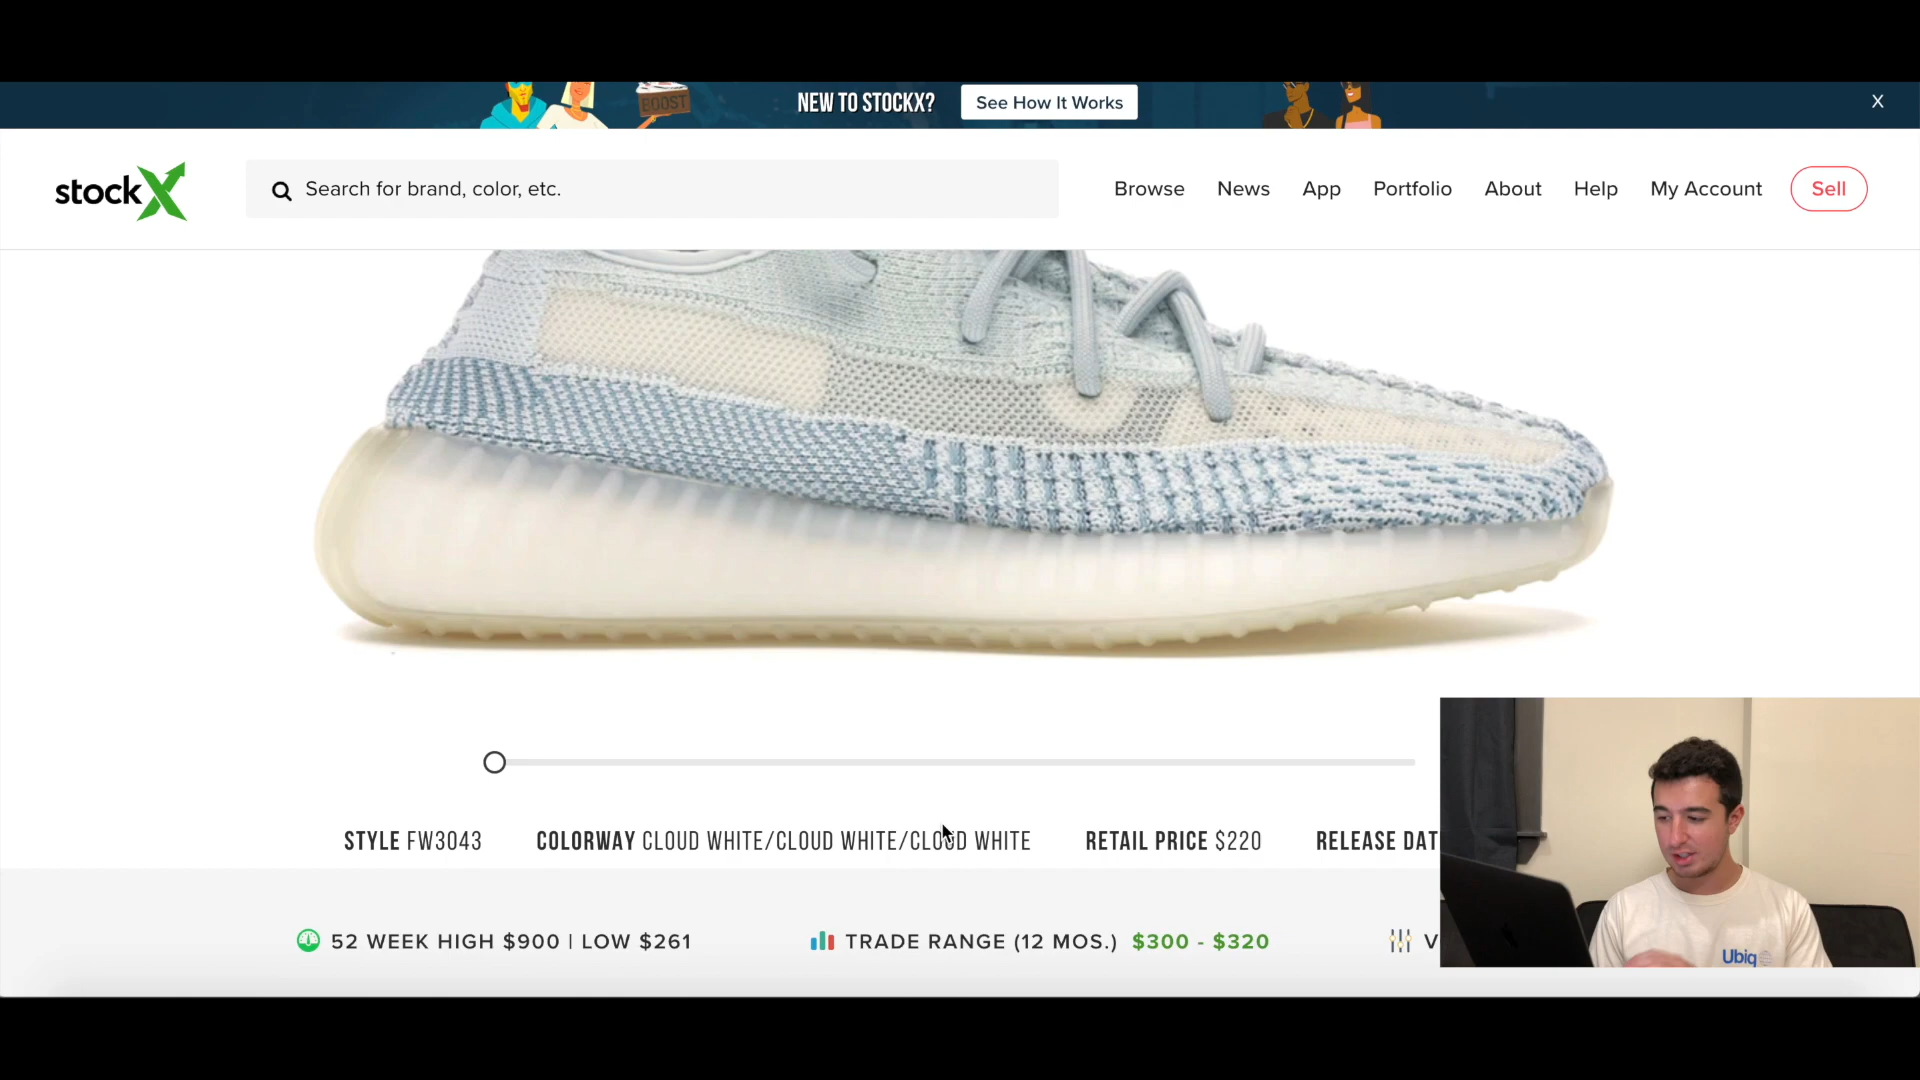 BOOST
NEW TO STOCKX?
See How It Works
X
stockX
Search for brand, color, etc.
Browse
News
App
Portfolio
About
Help
My Account
Sell
STYLE FW3043
COLORWAY CLOUD WHITE/CLOUD WHITE/CLOUD WHITE
RETAIL PRICE $220
RELEASE DAT
52 WEEK HIGH $900 | LOW $261
TRADE RANGE (12 MOS.) $300 - $320
V
Ubiq